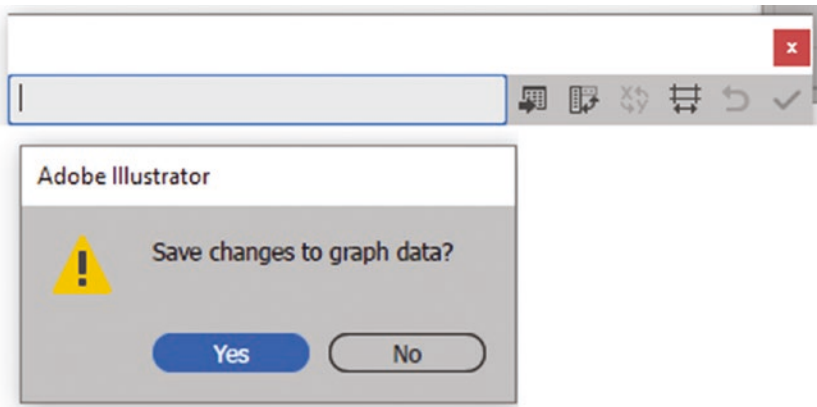 Adobe Illustrator
Save changes to graph data?
Yes
No